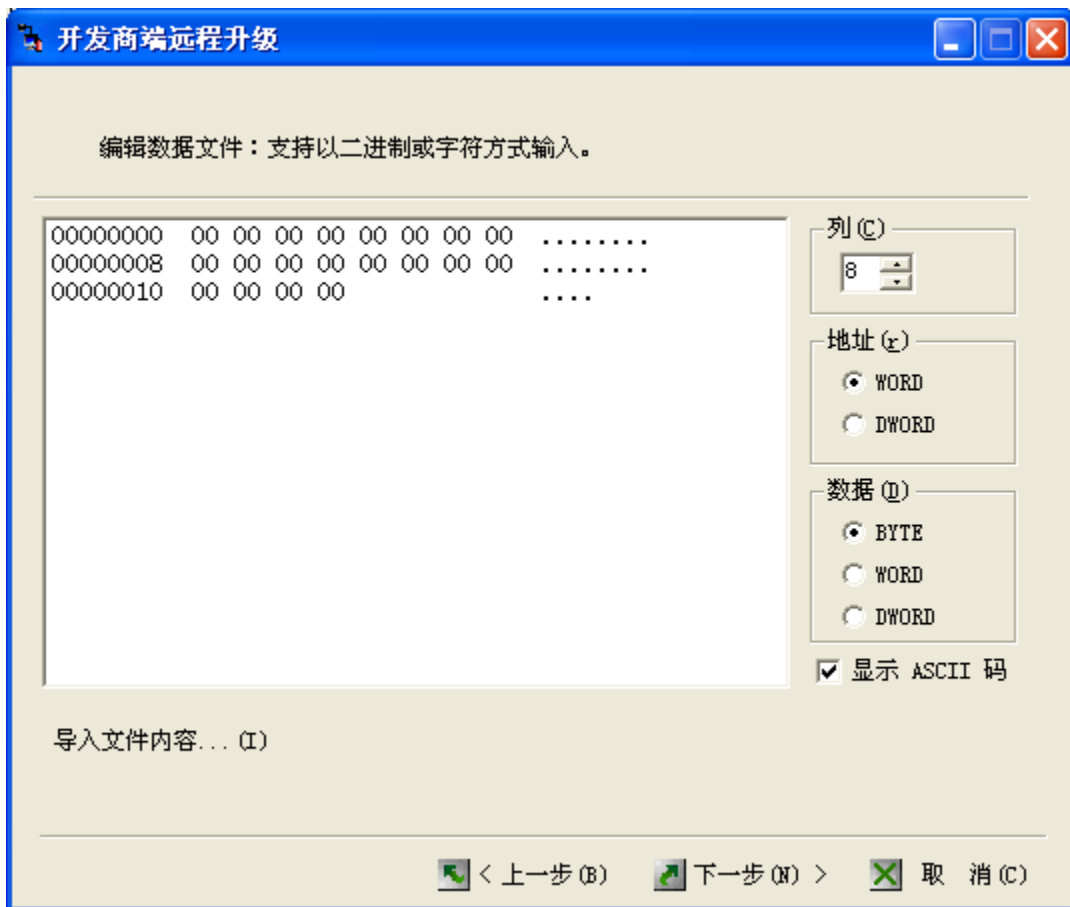 开发商端远程升级
编辑数据文件：支持以二进制或字符方式输入。
00000000 00 00 00 00 00 00 00 00 ........
00000008 00 00 00 00 00 00 00 00 ........
00000010 00 00 00 00 ....
列(C)
8
地址(r)
WORD
DWORD
数据(D)
BYTE
WORD
DWORD
显示 ASCII 码
导入文件内容...(I)
< 上一步(B)
下一步(N) >
取 消(C)